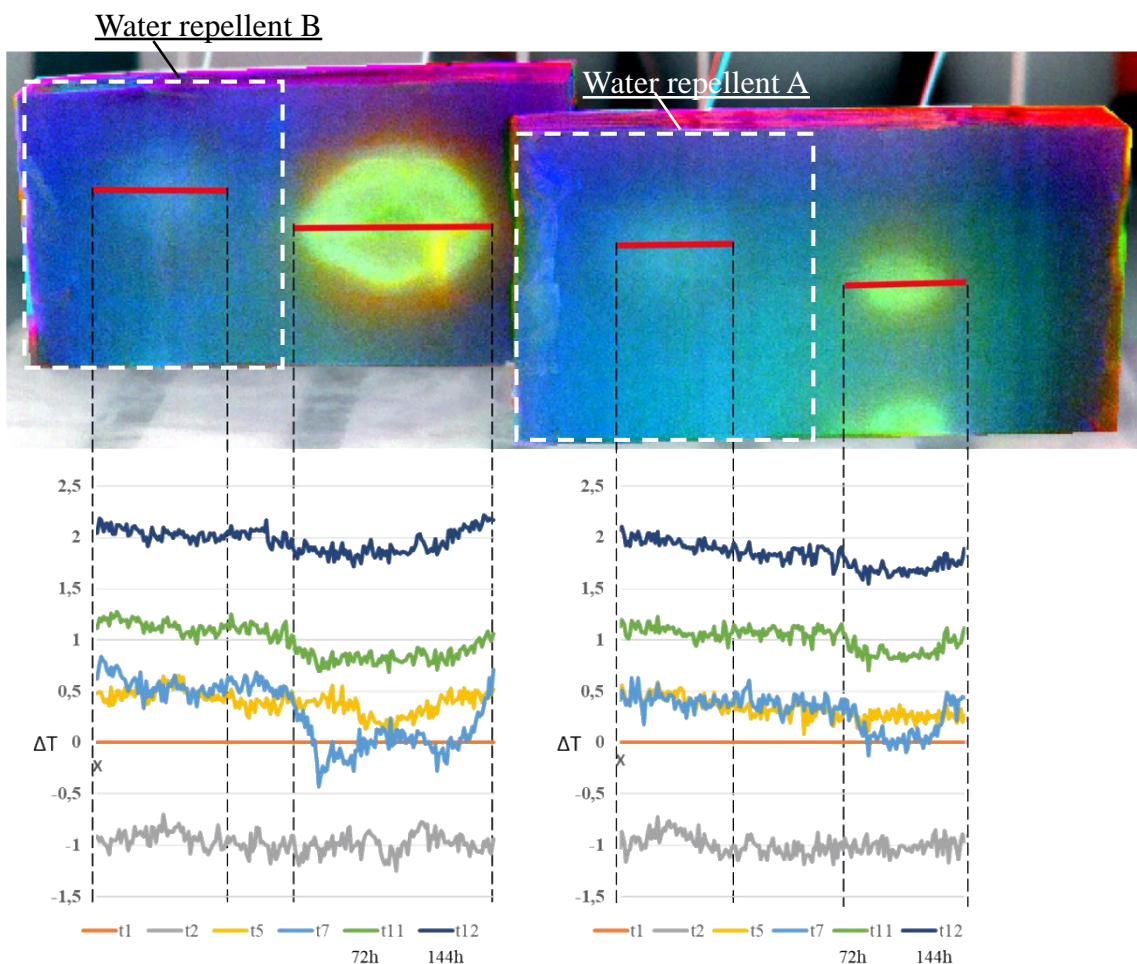 Water repellent B
Water repellent A
2,5
2
1,5
1
0,5
ΔT
0
x
-0,5
-1
-1,5
t1 t2 t5 t7 t11 t12
72h 144h
2,5
2
1,5
1
0,5
ΔT
0
x
-0,5
-1
-1,5
t1 t2 t5 t7 t11 t12
72h 144h